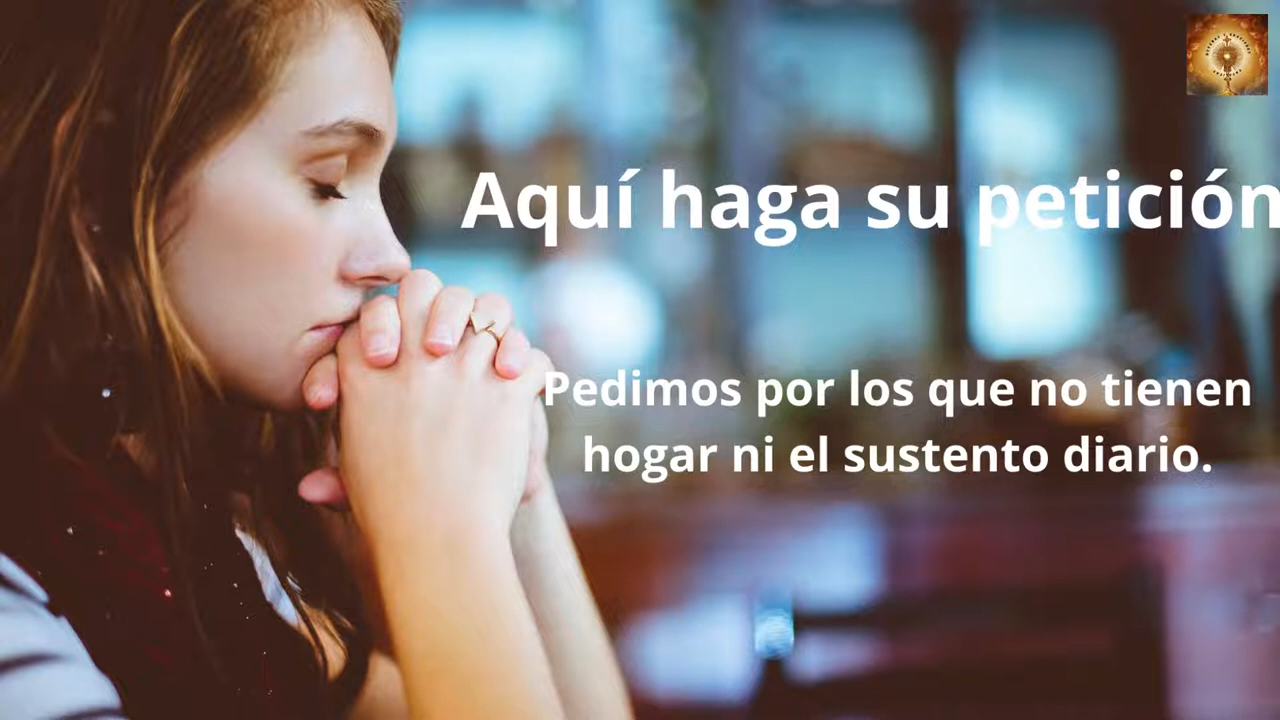 Aquí haga su petición
Pedimos por los que no tienen
hogar ni el sustento diario.